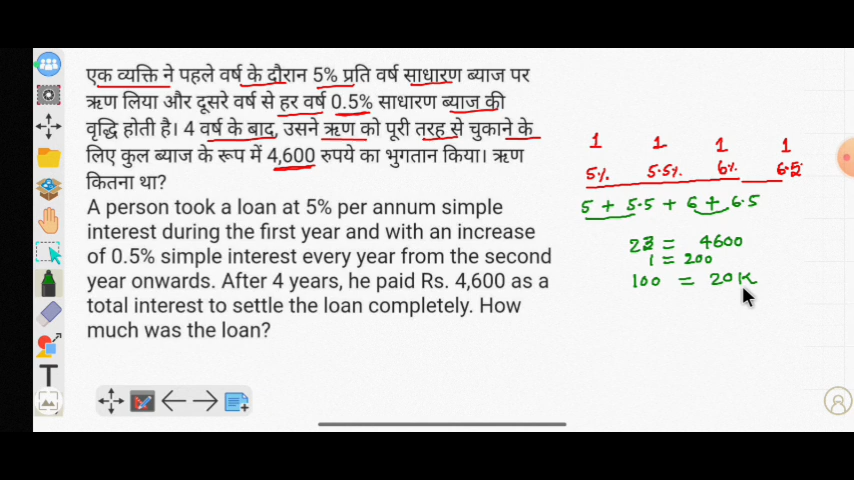 एक व्यक्ति ने पहले वर्ष के दौरान 5% प्रति वर्ष साधारण ब्याज पर
ऋण लिया और दूसरे वर्ष से हर वर्ष 0.5% साधारण ब्याज की
वृद्धि होती है। 4 वर्ष के बाद, उसने ऋण को पूरी तरह से चुकाने के
लिए कुल ब्याज के रूप में 4,600 रुपये का भुगतान किया। ऋण
कितना था?
A person took a loan at 5% per annum simple
interest during the first year and with an increase
of 0.5% simple interest every year from the second
year onwards. After 4 years, he paid Rs. 4,600 as a
total interest to settle the loan completely. How
much was the loan?
1 1 1 1
5% 5.5% 6% 6.5%
5 + 5.5 + 6 + 6.5
23 = 4600
1 = 200
100 = 20K
T